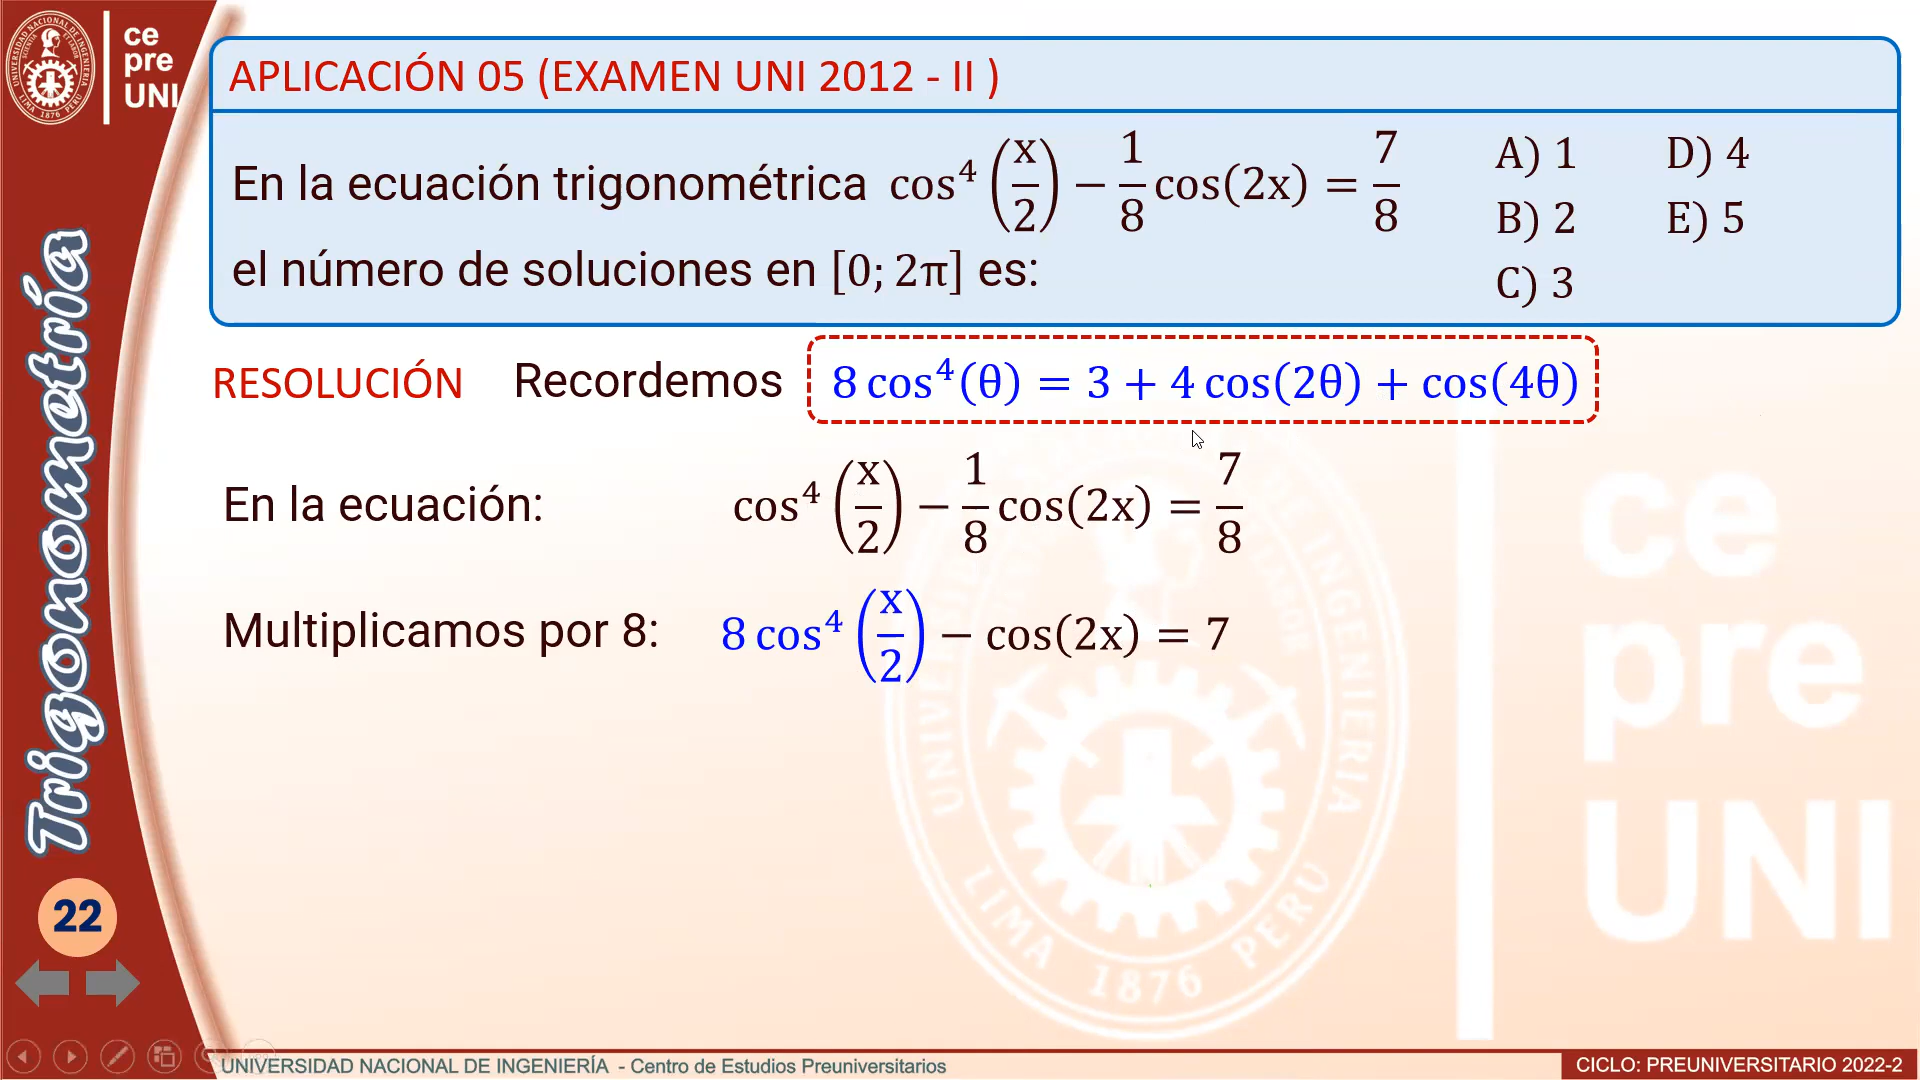 ce
pre
UNI
APLICACIÓN 05 (EXAMEN UNI 2012 - II )
En la ecuación trigonométrica cos⁴(x/2) − 1/8 cos(2x) = 7/8
el número de soluciones en [0; 2π] es:
A) 1
B) 2
C) 3
D) 4
E) 5
RESOLUCIÓN Recordemos 8 cos⁴(θ) = 3 + 4 cos(2θ) + cos(4θ)
En la ecuación: cos⁴(x/2) − 1/8 cos(2x) = 7/8
Multiplicamos por 8: 8 cos⁴(x/2) − cos(2x) = 7
Trigonometría
22
ce
pre
UNI
LIMA 1876 PERU
UNIVERSIDAD NACIONAL DE INGENIERÍA - Centro de Estudios Preuniversitarios
CICLO: PREUNIVERSITARIO 2022-2